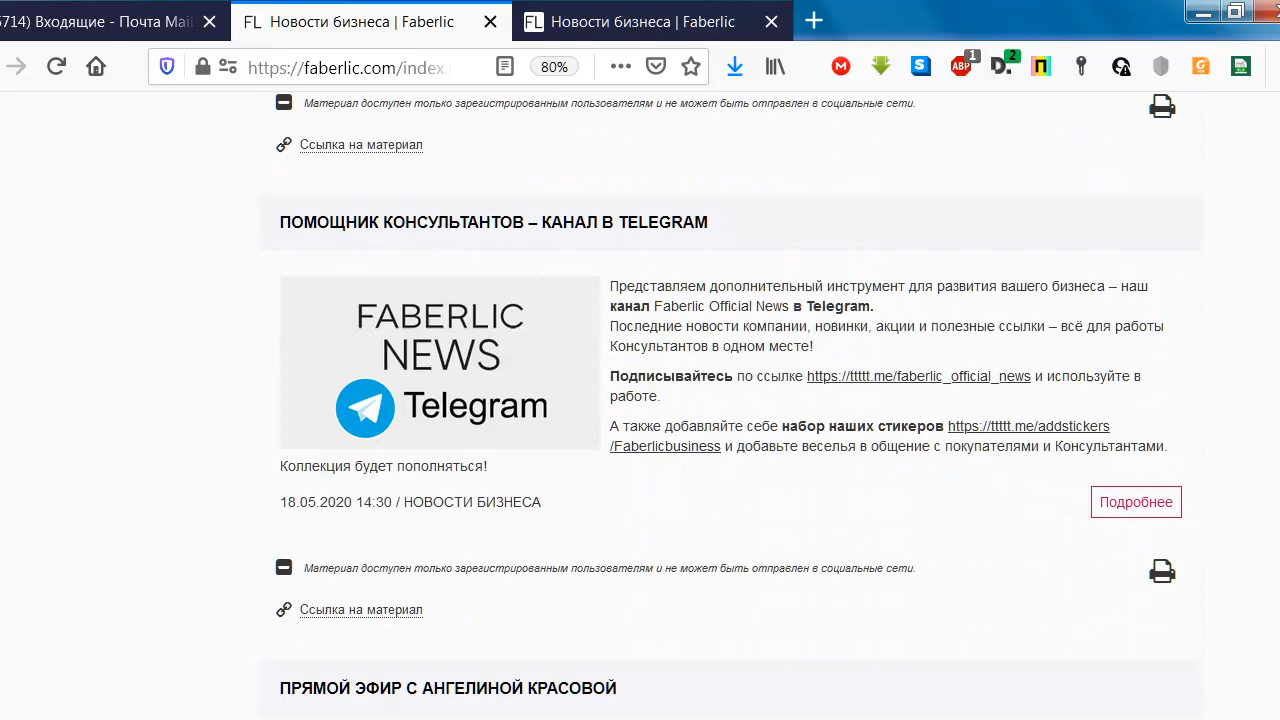 5714) Входящие - Почта Mai
FL Новости бизнеса | Faberlic
FL Новости бизнеса | Faberlic
https://faberlic.com/index.
80%
ABP 1
D. 2
П
Материал доступен только зарегистрированным пользователям и не может быть отправлен в социальные сети.
Ссылка на материал
ПОМОЩНИК КОНСУЛЬТАНТОВ – КАНАЛ В TELEGRAM
FABERLIC
NEWS
Telegram
Представляем дополнительный инструмент для развития вашего бизнеса – наш
канал Faberlic Official News в Telegram.
Последние новости компании, новинки, акции и полезные ссылки – всё для работы
Консультантов в одном месте!
Подписывайтесь по ссылке https://ttttt.me/faberlic_official_news и используйте в
работе.
А также добавляйте себе набор наших стикеров https://ttttt.me/addstickers
/Faberlicbusiness и добавьте веселья в общение с покупателями и Консультантами.
Коллекция будет пополняться!
18.05.2020 14:30 / НОВОСТИ БИЗНЕСА
Подробнее
Материал доступен только зарегистрированным пользователям и не может быть отправлен в социальные сети.
Ссылка на материал
ПРЯМОЙ ЭФИР С АНГЕЛИНОЙ КРАСОВОЙ